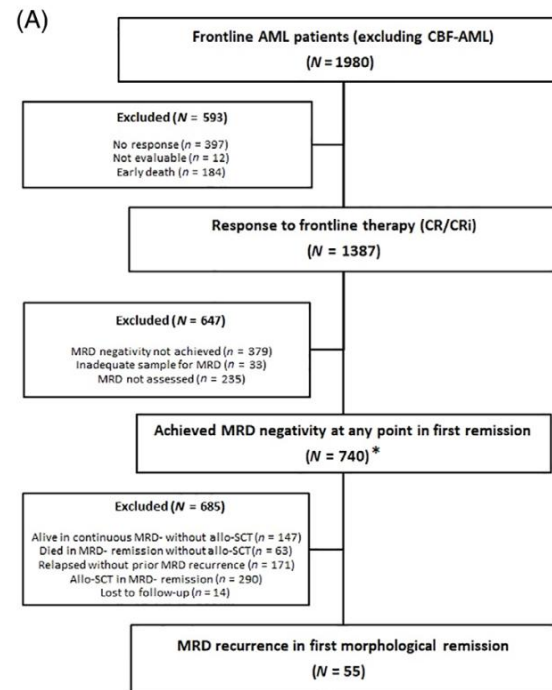 (A)
Frontline AML patients (excluding CBF-AML)
(N = 1980)
Excluded (N = 593)
No response (n = 397)
Not evaluable (n = 12)
Early death (n = 184)
Response to frontline therapy (CR/CRi)
(N = 1387)
Excluded (N = 647)
MRD negativity not achieved (n = 379)
Inadequate sample for MRD (n = 33)
MRD not assessed (n = 235)
Achieved MRD negativity at any point in first remission
(N = 740)*
Excluded (N = 685)
Alive in continuous MRD- without allo-SCT (n = 147)
Died in MRD- remission without allo-SCT (n = 63)
Relapsed without prior MRD recurrence (n = 171)
Allo-SCT in MRD- remission (n = 290)
Lost to follow-up (n = 14)
MRD recurrence in first morphological remission
(N = 55)